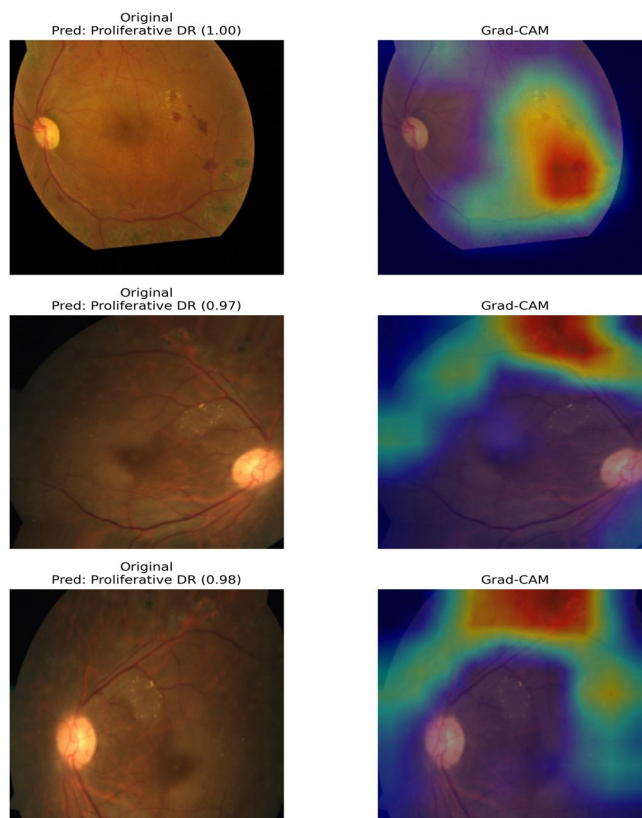 Original
Pred: Proliferative DR (1.00)
Grad-CAM
Original
Pred: Proliferative DR (0.97)
Grad-CAM
Original
Pred: Proliferative DR (0.98)
Grad-CAM